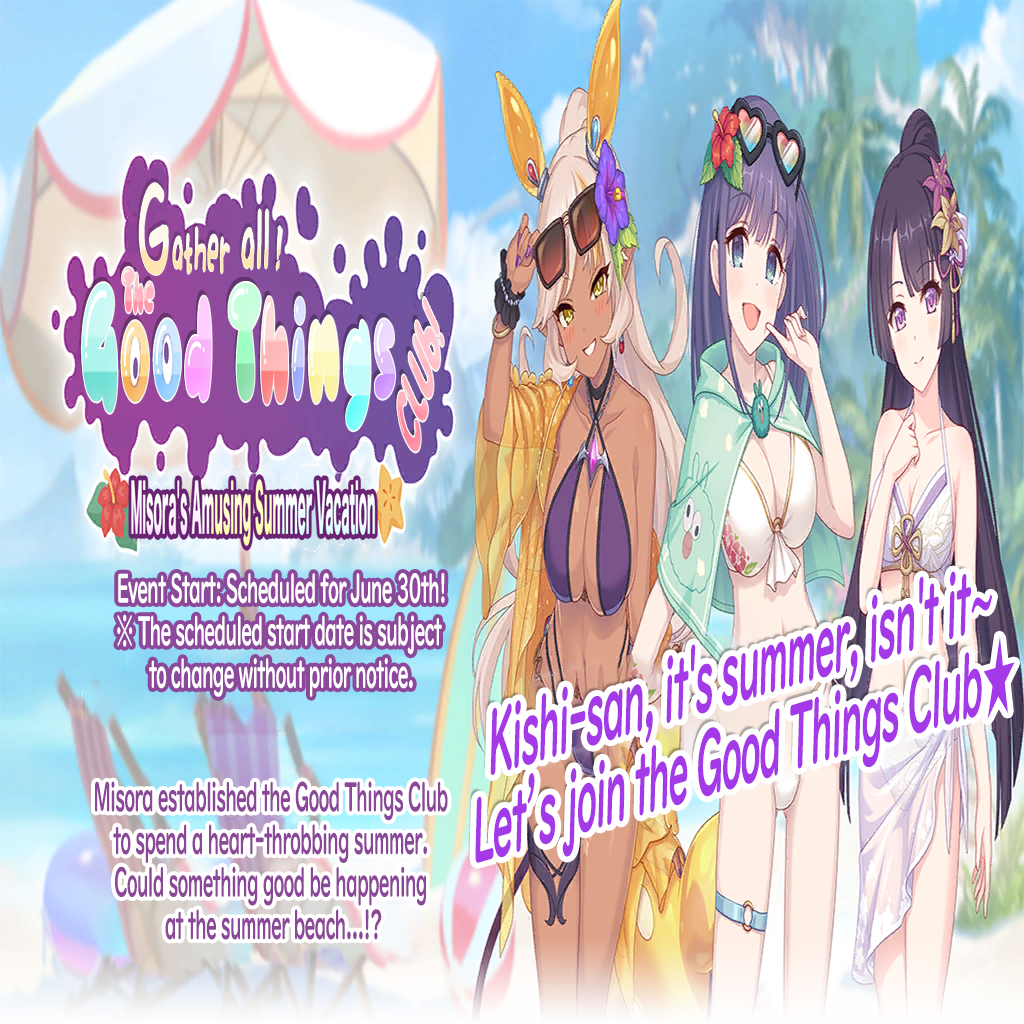 Gather all!
The
Good Things
CLUB!
Misora's Amusing Summer Vacation
Event Start: Scheduled for June 30th!
※ The scheduled start date is subject
to change without prior notice.
Kishi-san, it's summer, isn't it~
Let's join the Good Things Club★
Misora established the Good Things Club
to spend a heart-throbbing summer.
Could something good be happening
at the summer beach...!?